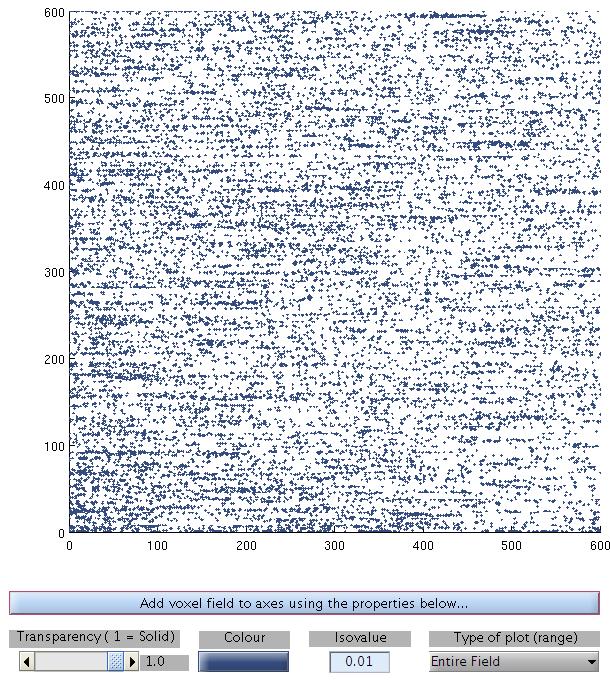 600
500
400
300
200
100
0
0 100 200 300 400 500 600
Add voxel field to axes using the properties below...
Transparency ( 1 = Solid) Colour Isovalue Type of plot (range)
1.0 0.01 Entire Field